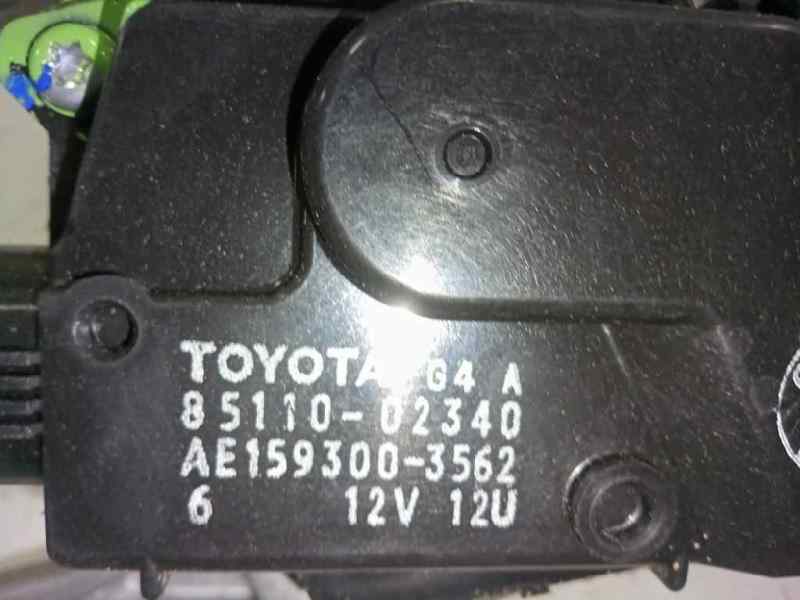 TOYOTA G4 A
85110-02340
AE159300-3562
6 12V 12U